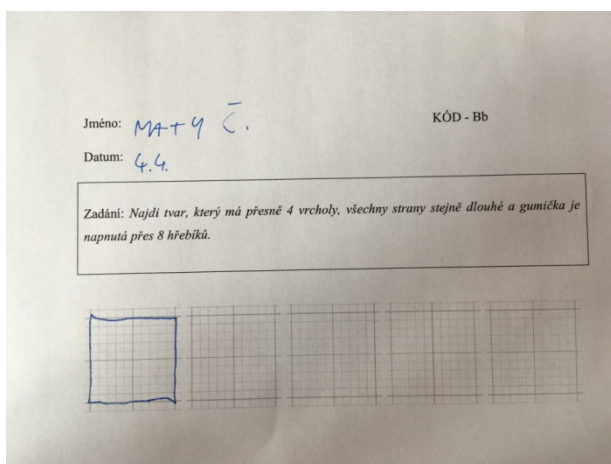 Jméno: MATY Č.
KÓD - Bb
Datum: 4.4.
Zadání: Najdi tvar, který má přesně 4 vrcholy, všechny strany stejně dlouhé a gumička je
napnutá přes 8 hřebíků.